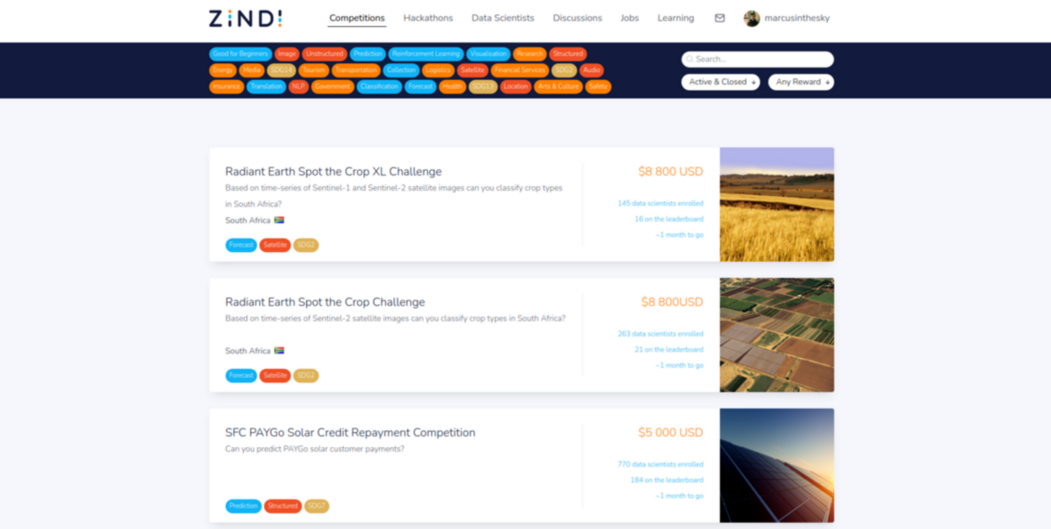 ZINDI
Competitions Hackathons Data Scientists Discussions Jobs Learning marcusinthesky
Good for Beginners Image Unstructured Prediction Reinforcement Learning Visualisation Research Structured
Energy Media SDG14 Tourism Transportation Collection Logistics Satellite Financial Services SDG2 Audio
Insurance Translation NLP Government Classification Forecast Health SDG13 Location Arts & Culture Safety
Search...
Active & Closed Any Reward
Radiant Earth Spot the Crop XL Challenge
Based on time-series of Sentinel-1 and Sentinel-2 satellite images can you classify crop types
in South Africa?
South Africa
Forecast Satellite SDG2
$8 800 USD
145 data scientists enrolled
16 on the leaderboard
~1 month to go
Radiant Earth Spot the Crop Challenge
Based on time-series of Sentinel-2 satellite images can you classify crop types in South Africa?
South Africa
Forecast Satellite SDG2
$8 800USD
263 data scientists enrolled
21 on the leaderboard
~1 month to go
SFC PAYGo Solar Credit Repayment Competition
Can you predict PAYGo solar customer payments?
Prediction Structured SDG7
$5 000 USD
770 data scientists enrolled
184 on the leaderboard
~1 month to go